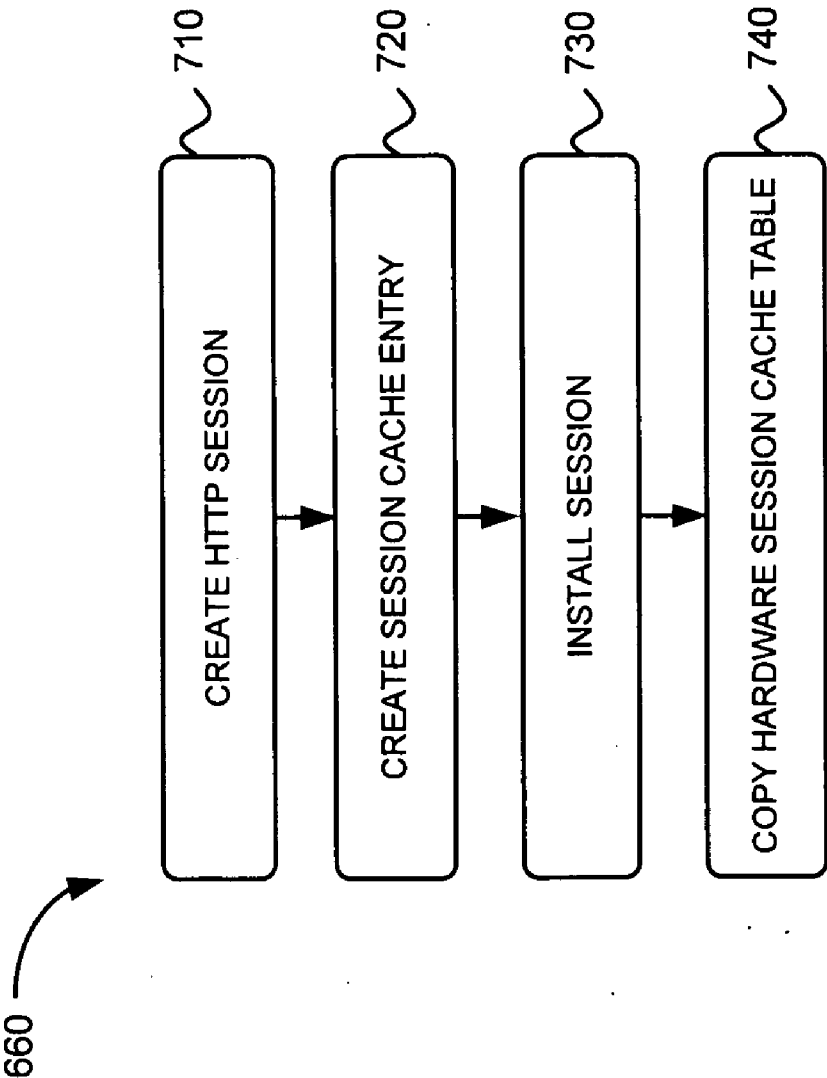 660
CREATE HTTP SESSION
710
CREATE SESSION CACHE ENTRY
720
INSTALL SESSION
730
COPY HARDWARE SESSION CACHE TABLE
740